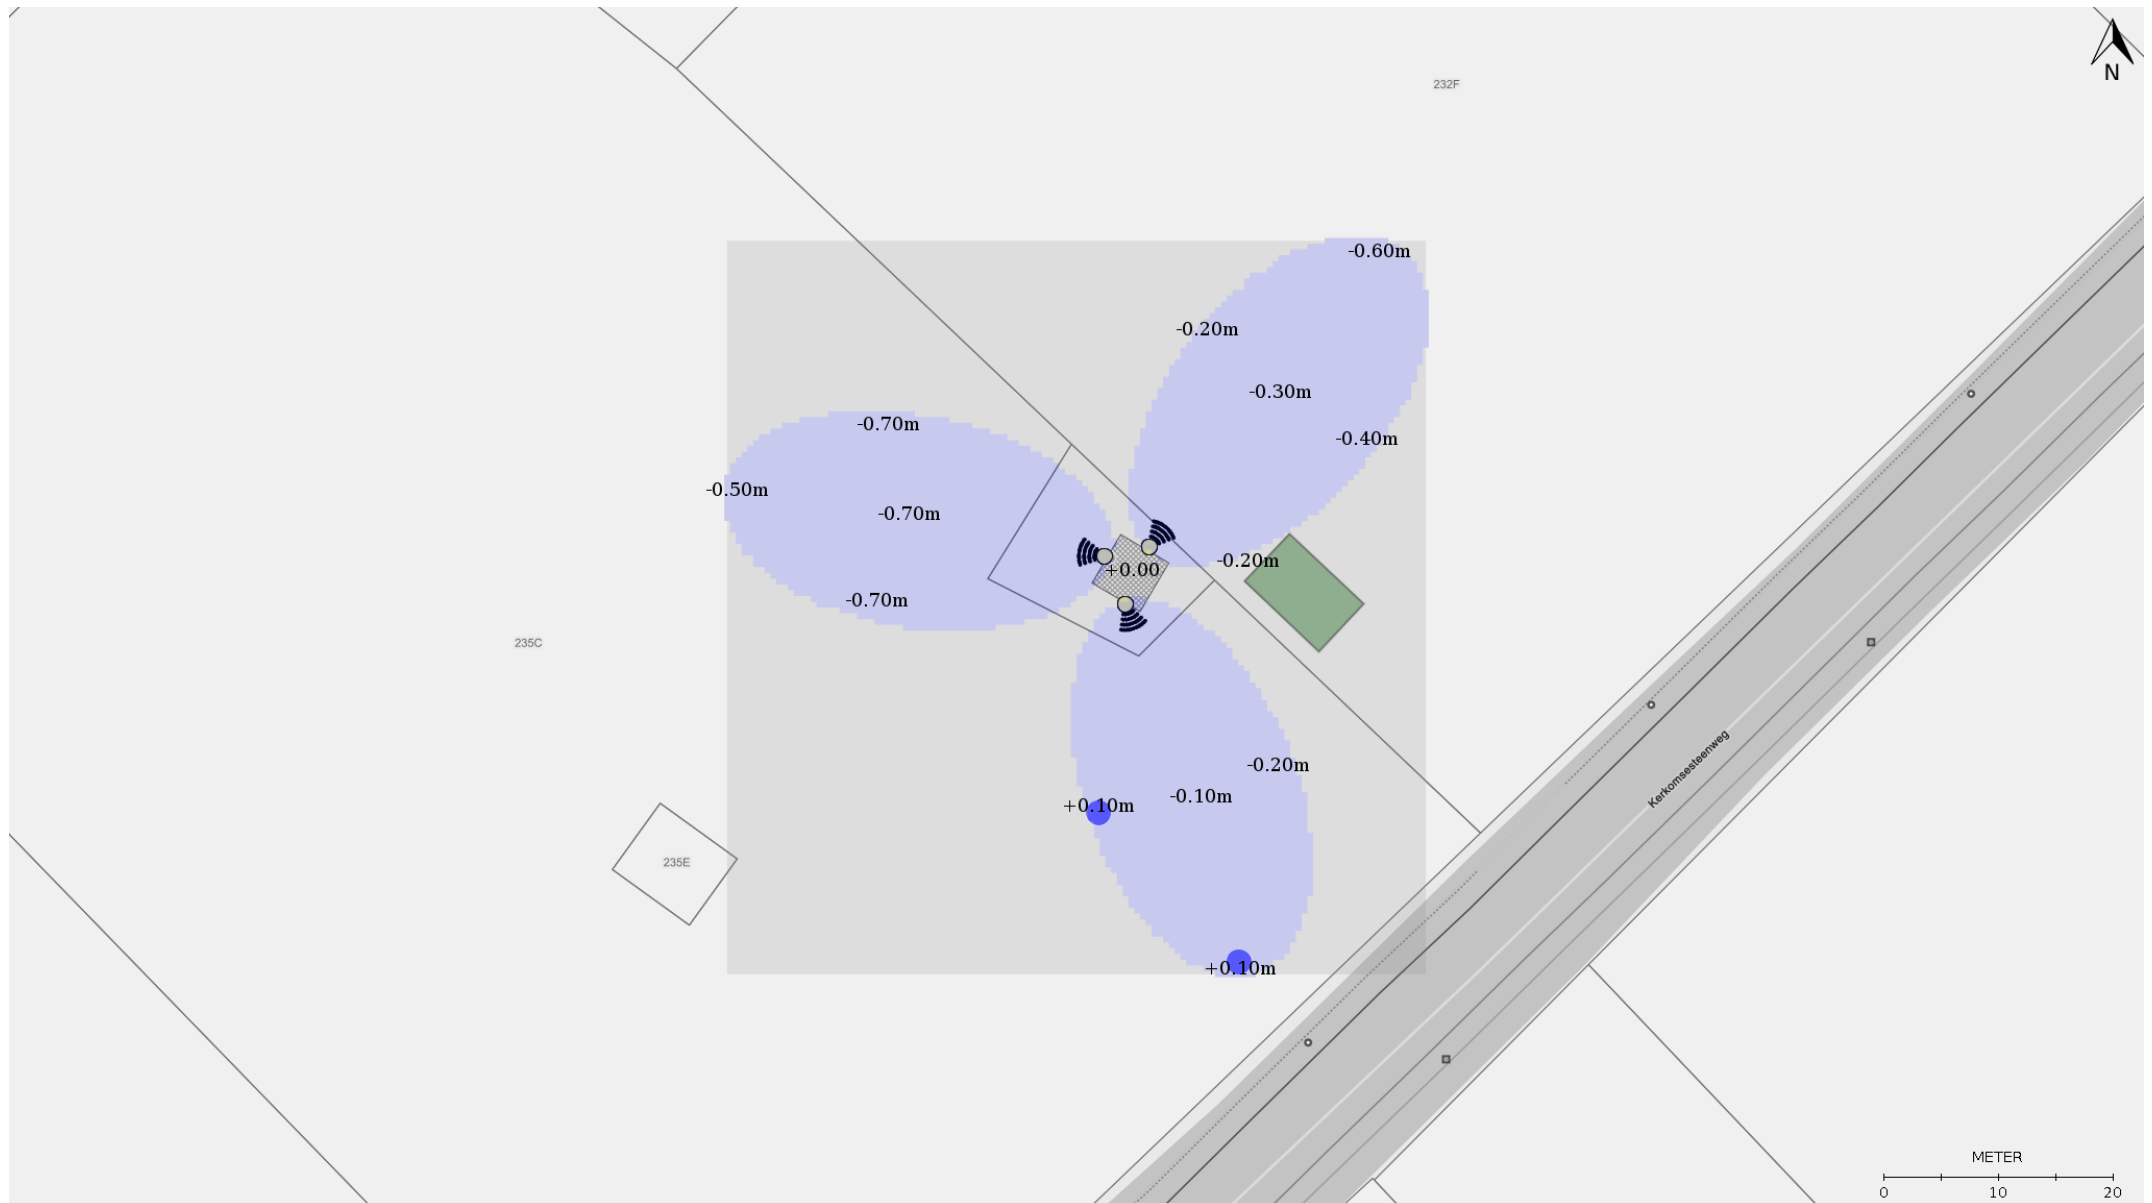 N
232F
-0.60m
-0.20m
-0.30m
-0.70m
-0.40m
-0.50m
-0.70m
-0.20m
+0.00
-0.70m
235C
-0.20m
Kerkomsesteenweg
-0.10m
+0.10m
235E
+0.10m
METER
0 10 20